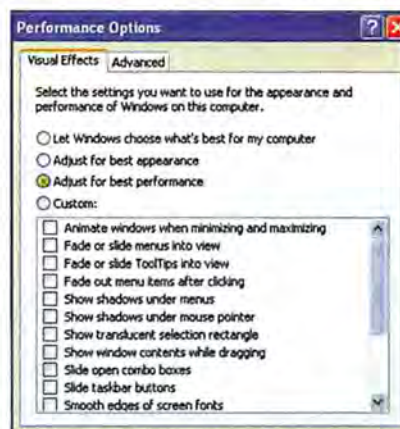 Performance Options
Visual Effects Advanced
Select the settings you want to use for the appearance and
performance of Windows on this computer.
Let Windows choose what's best for my computer
Adjust for best appearance
Adjust for best performance
Custom:
Animate windows when minimizing and maximizing
Fade or slide menus into view
Fade or slide ToolTips into view
Fade out menu items after clicking
Show shadows under menus
Show shadows under mouse pointer
Show translucent selection rectangle
Show window contents while dragging
Slide open combo boxes
Slide taskbar buttons
Smooth edges of screen fonts